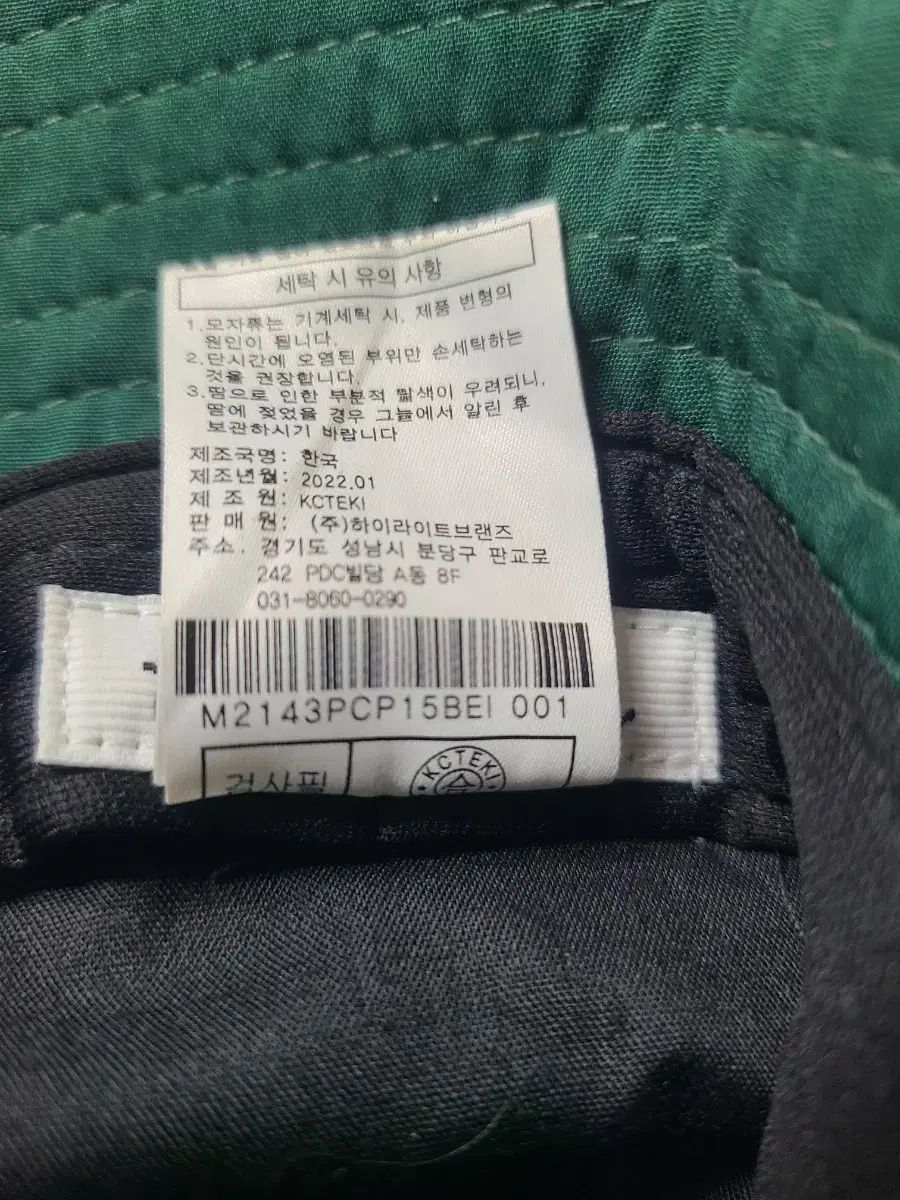 세탁 시 유의 사항
1. 모자류는 기계세탁 시, 제품 변형의
원인이 됩니다.
2. 단시간에 오염된 부위만 손세탁하는
것을 권장합니다.
3. 땀으로 인한 부분적 탈색이 우려되니,
땀에 젖었을 경우 그늘에서 말린 후
보관하시기 바랍니다
제조국명: 한국
제조년월: 2022.01
제 조 원: KCTEKI
판 매 원: (주)하이라이트브랜즈
주소. 경기도 성남시 분당구 판교로
242 PDC빌딩 A동 8F
031-8060-0290
M2143PCP15BEI 001
검사필 KCTEKI